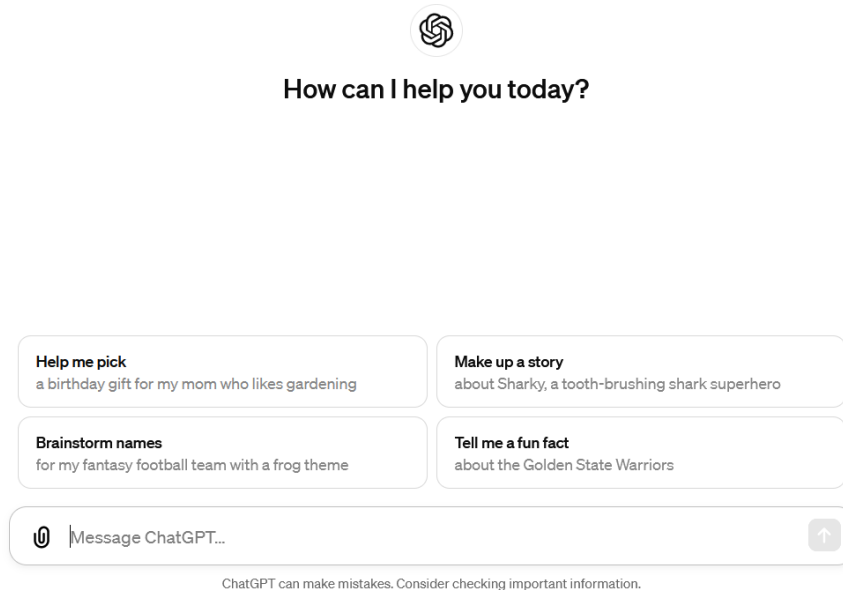 How can I help you today?
Help me pick
a birthday gift for my mom who likes gardening
Make up a story
about Sharky, a tooth-brushing shark superhero
Brainstorm names
for my fantasy football team with a frog theme
Tell me a fun fact
about the Golden State Warriors
Message ChatGPT...
ChatGPT can make mistakes. Consider checking important information.